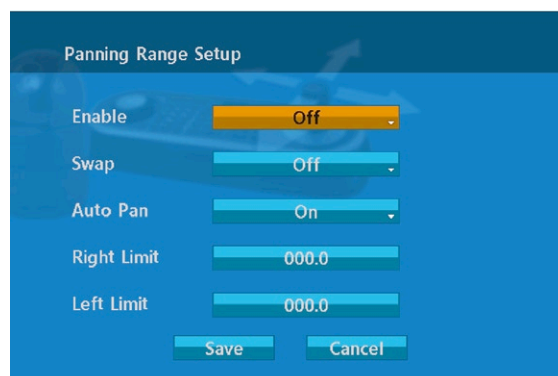 Panning Range Setup
Enable Off
Swap Off
Auto Pan On
Right Limit 000.0
Left Limit 000.0
Save Cancel